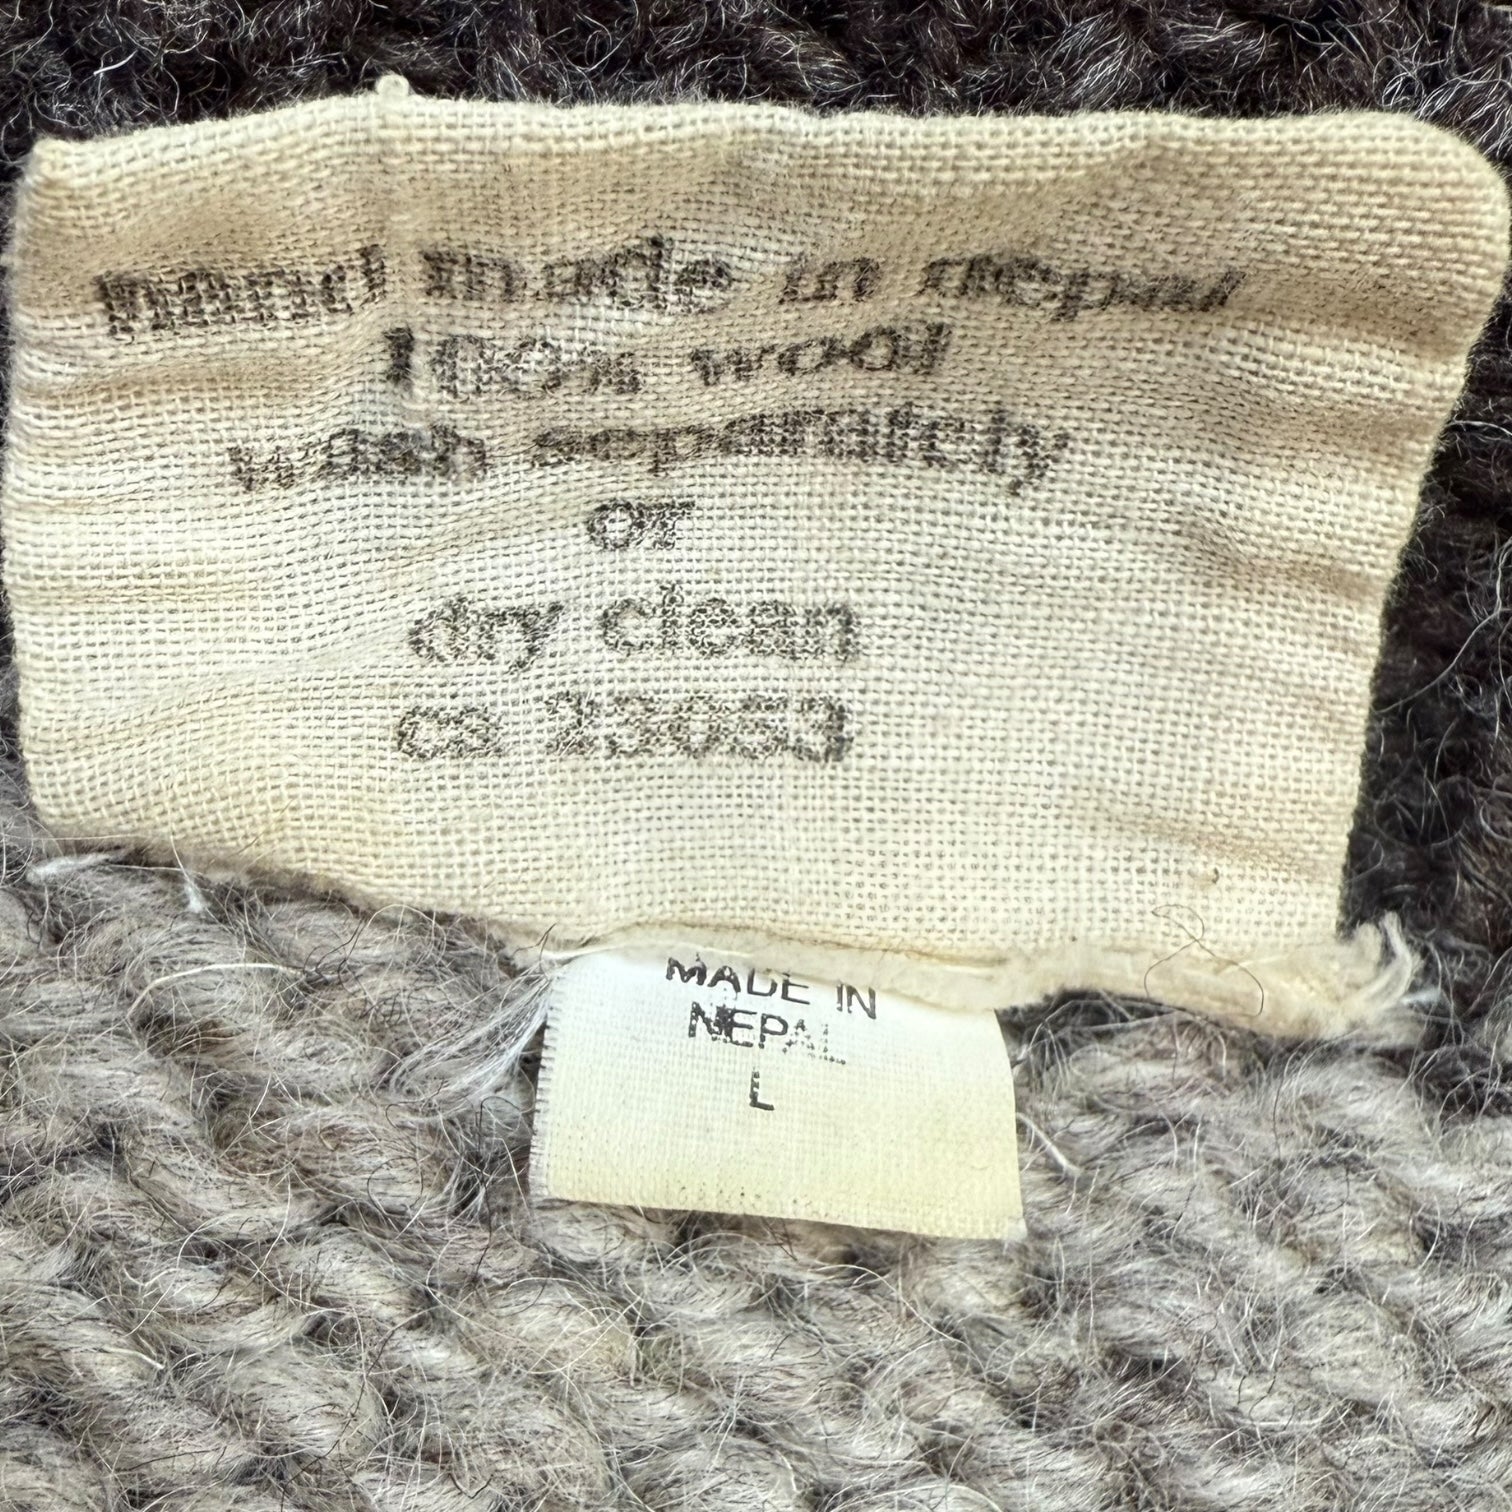 hand made in nepal
100% wool
wash separately
or
dry clean
ca 23053
MADE IN
NEPAL
L